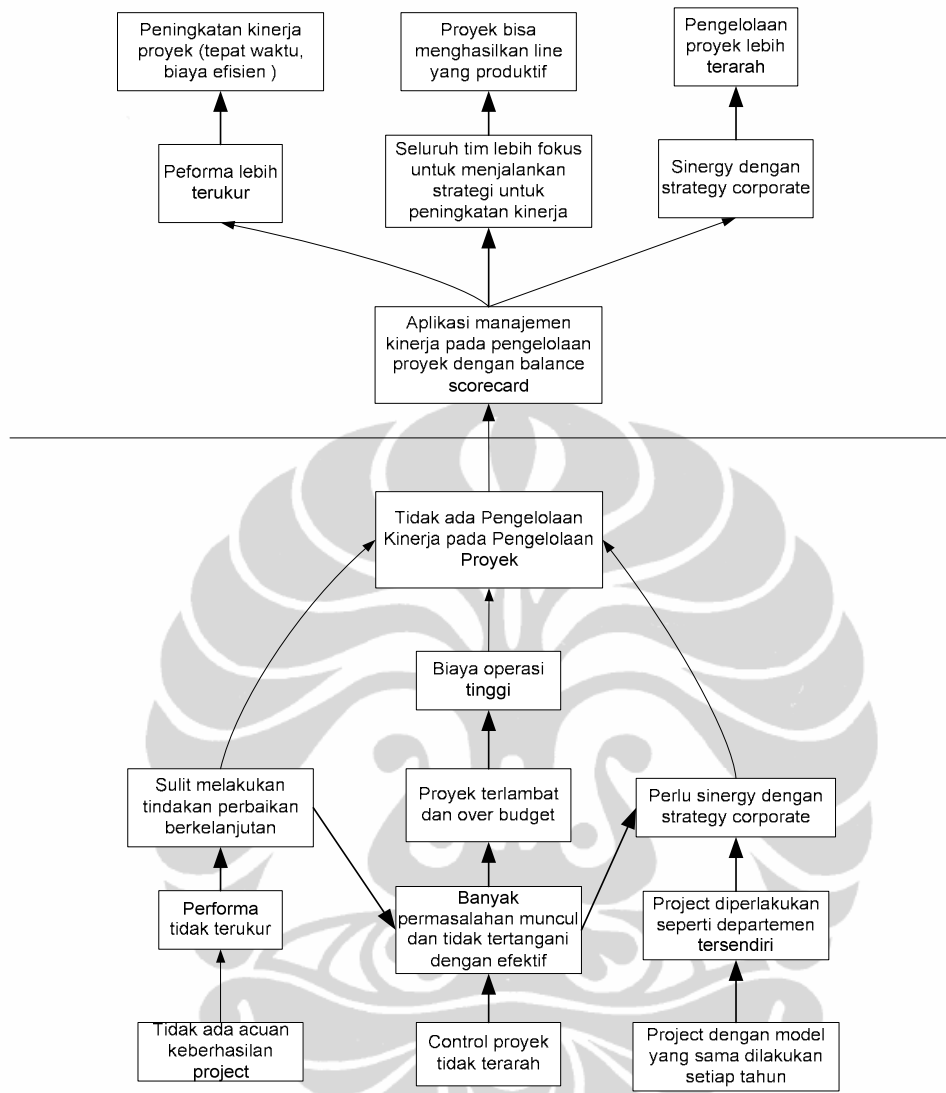 Peningkatan kinerja
proyek (tepat waktu,
biaya efisien )
Proyek bisa
menghasilkan line
yang produktif
Pengelolaan
proyek lebih
terarah
Peforma lebih
terukur
Seluruh tim lebih fokus
untuk menjalankan
strategi untuk
peningkatan kinerja
Sinergy dengan
strategy corporate
Aplikasi manajemen
kinerja pada pengelolaan
proyek dengan balance
scorecard
Tidak ada Pengelolaan
Kinerja pada Pengelolaan
Proyek
Biaya operasi
tinggi
Sulit melakukan
tindakan perbaikan
berkelanjutan
Proyek terlambat
dan over budget
Perlu sinergy dengan
strategy corporate
Performa
tidak terukur
Banyak
permasalahan muncul
dan tidak tertangani
dengan efektif
Project diperlakukan
seperti departemen
tersendiri
Tidak ada acuan
keberhasilan
project
Control proyek
tidak terarah
Project dengan model
yang sama dilakukan
setiap tahun